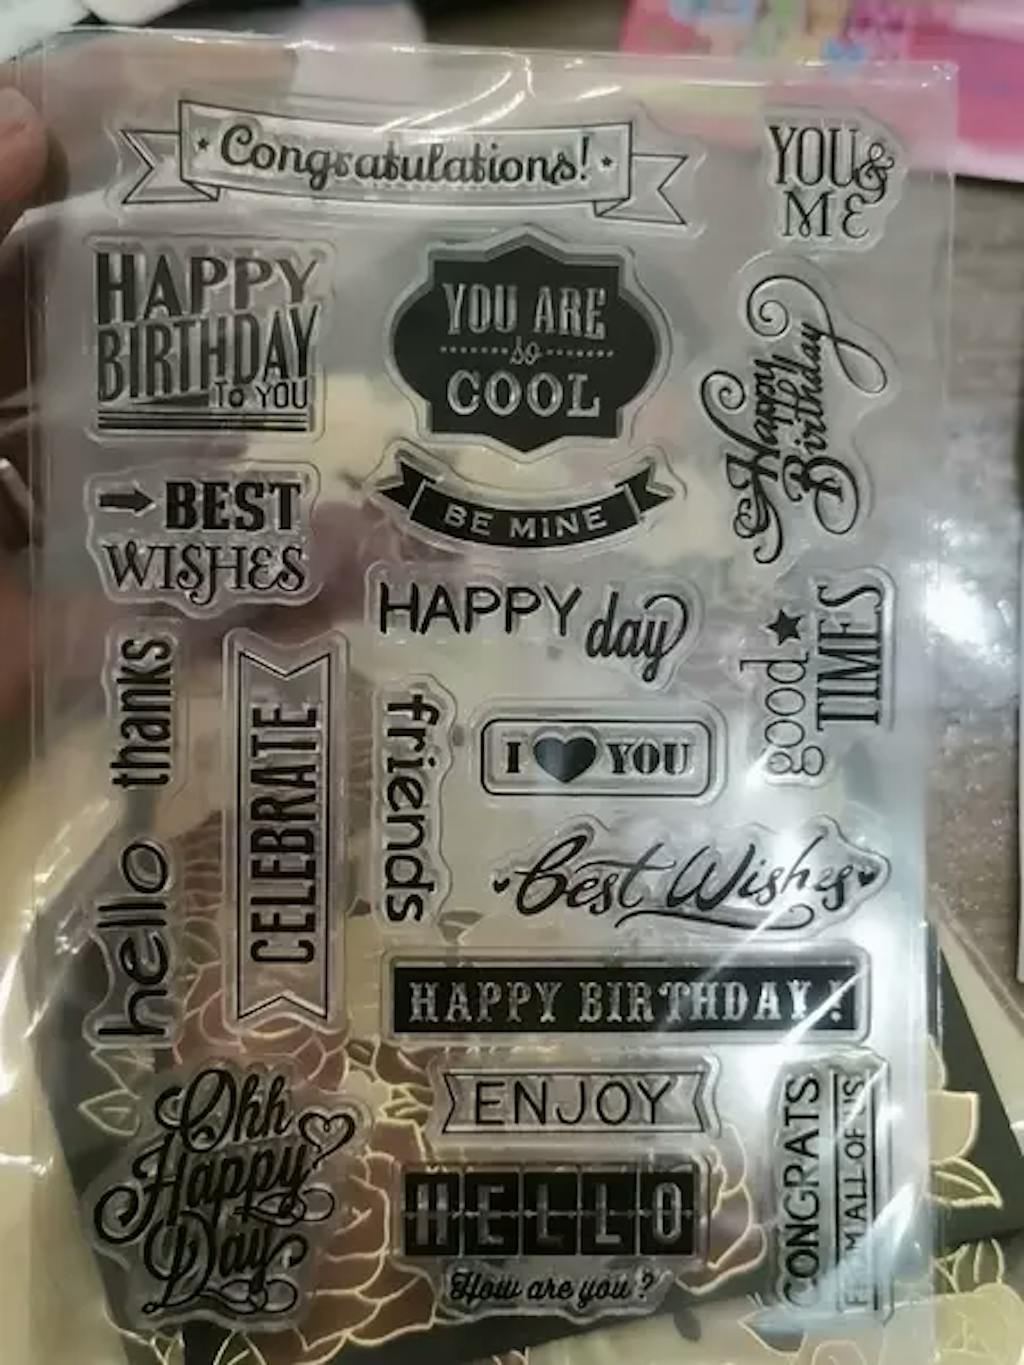 Congratulations!
YOU &
ME
HAPPY
BIRTHDAY
To YOU
YOU ARE
so
COOL
Happy
Birthday
BEST
WISHES
BE MINE
HAPPY day
good
TIMES
thanks
CELEBRATE
friends
I ♥ YOU
hello
Best Wishes
HAPPY BIRTHDAY!
Ohh
Happy
Day
ENJOY
HELLO
How are you?
CONGRATS
FROM ALL OF US